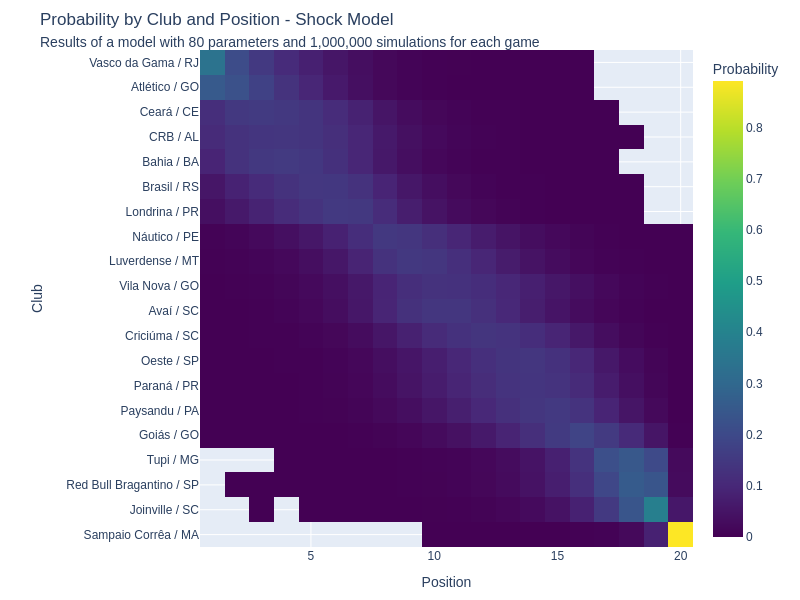 Probability by Club and Position - Shock Model
Results of a model with 80 parameters and 1,000,000 simulations for each game
Probability
Vasco da Gama / RJ
Atlético / GO
Ceará / CE
CRB / AL
Bahia / BA
Brasil / RS
Londrina / PR
Náutico / PE
Luverdense / MT
Vila Nova / GO
Avaí / SC
Criciúma / SC
Oeste / SP
Paraná / PR
Paysandu / PA
Goiás / GO
Tupi / MG
Red Bull Bragantino / SP
Joinville / SC
Sampaio Corrêa / MA
Club
5
10
15
20
Position
0.8
0.7
0.6
0.5
0.4
0.3
0.2
0.1
0